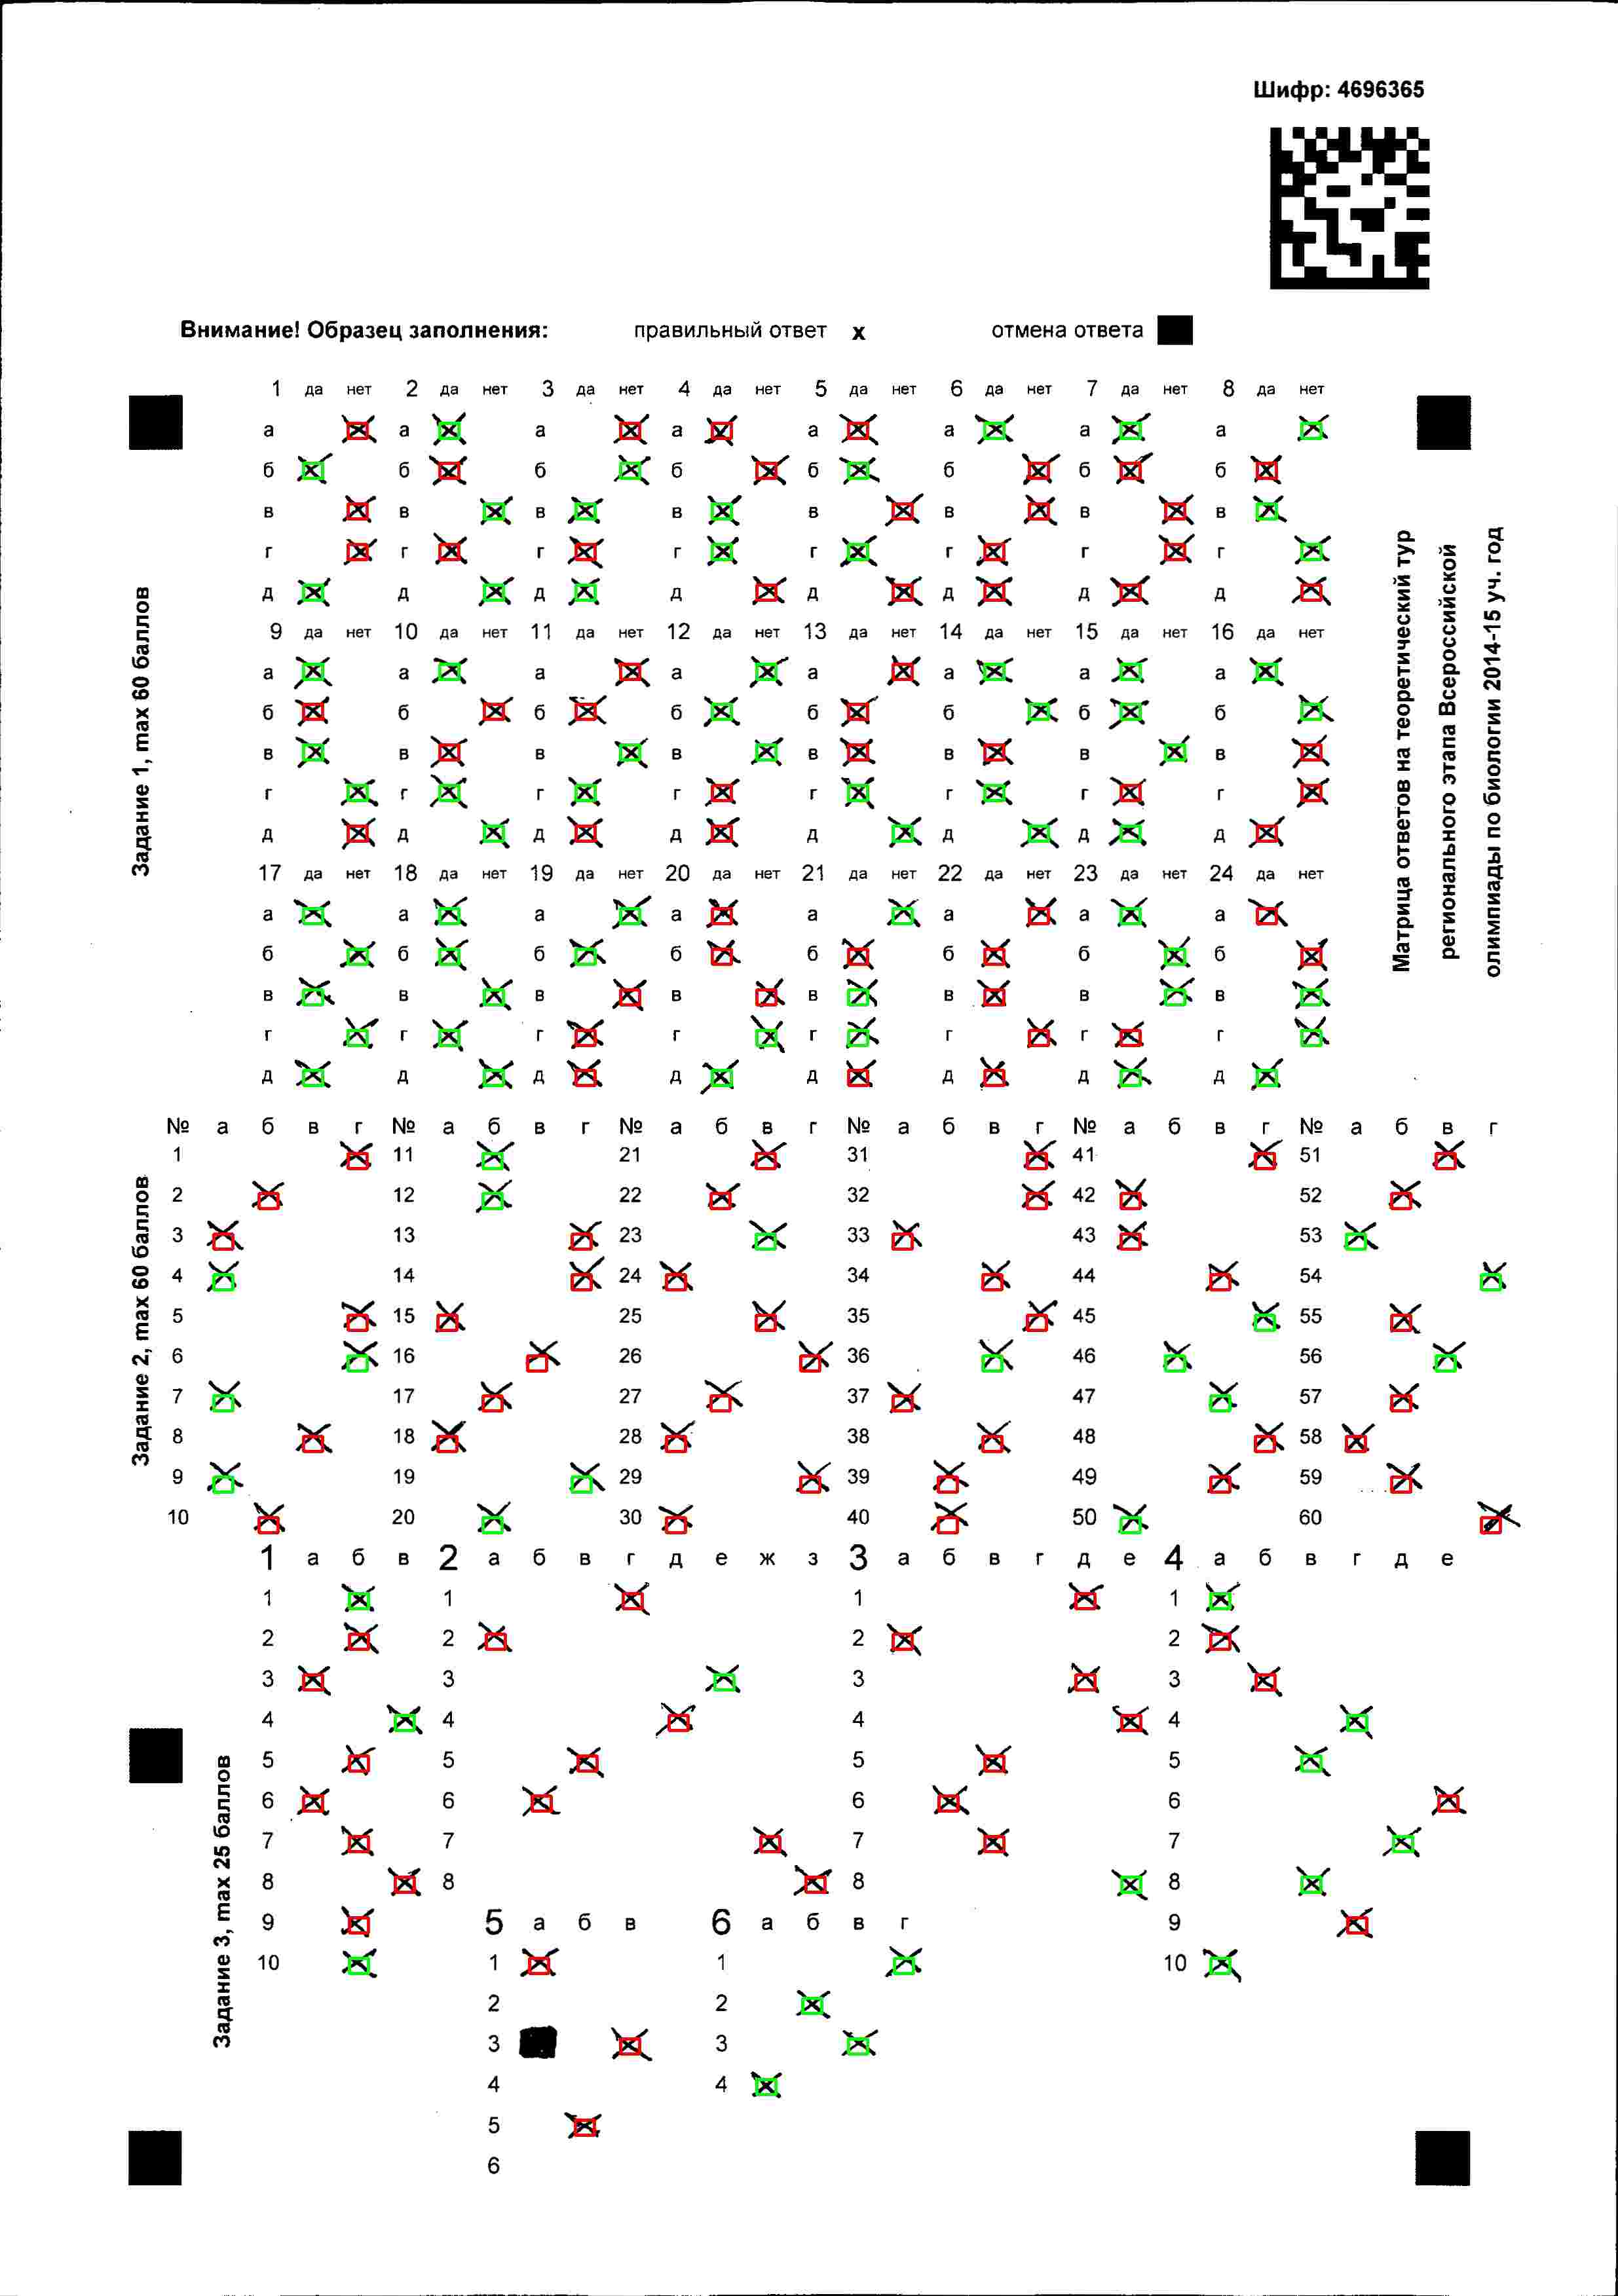 Шифр: 4696365
Внимание! Образец заполнения: правильный ответ x отмена ответа
1 да нет 2 да нет 3 да нет 4 да нет 5 да нет 6 да нет 7 да нет 8 да нет
а а а а а а а а
б б б б б б б б
в в в в в в в в
г г г г г г г г
д д д д д д д д
9 да нет 10 да нет 11 да нет 12 да нет 13 да нет 14 да нет 15 да нет 16 да нет
а а а а а а а а
б б б б б б б б
в в в в в в в в
г г г г г г г г
д д д д д д д д
17 да нет 18 да нет 19 да нет 20 да нет 21 да нет 22 да нет 23 да нет 24 да нет
а а а а а а а а
б б б б б б б б
в в в в в в в в
г г г г г г г г
д д д д д д д д
Задание 1, max 60 баллов
Матрица ответов на теоретический тур
регионального этапа Всероссийской
олимпиады по биологии 2014-15 уч. год
№ а б в г № а б в г № а б в г № а б в г № а б в г № а б в г
1 11 21 31 41 51
2 12 22 32 42 52
3 13 23 33 43 53
4 14 24 34 44 54
5 15 25 35 45 55
6 16 26 36 46 56
7 17 27 37 47 57
8 18 28 38 48 58
9 19 29 39 49 59
10 20 30 40 50 60
Задание 2, max 60 баллов
1 а б в 2 а б в г д е ж з 3 а б в г д е 4 а б в г д е
1 1 1 1
2 2 2 2
3 3 3 3
4 4 4 4
5 5 5 5
6 6 6 6
7 7 7 7
8 8 8 8
9 5 а б в 6 а б в г 9
10 1 1 10
2 2
3 3
4 4
5
6
Задание 3, max 25 баллов